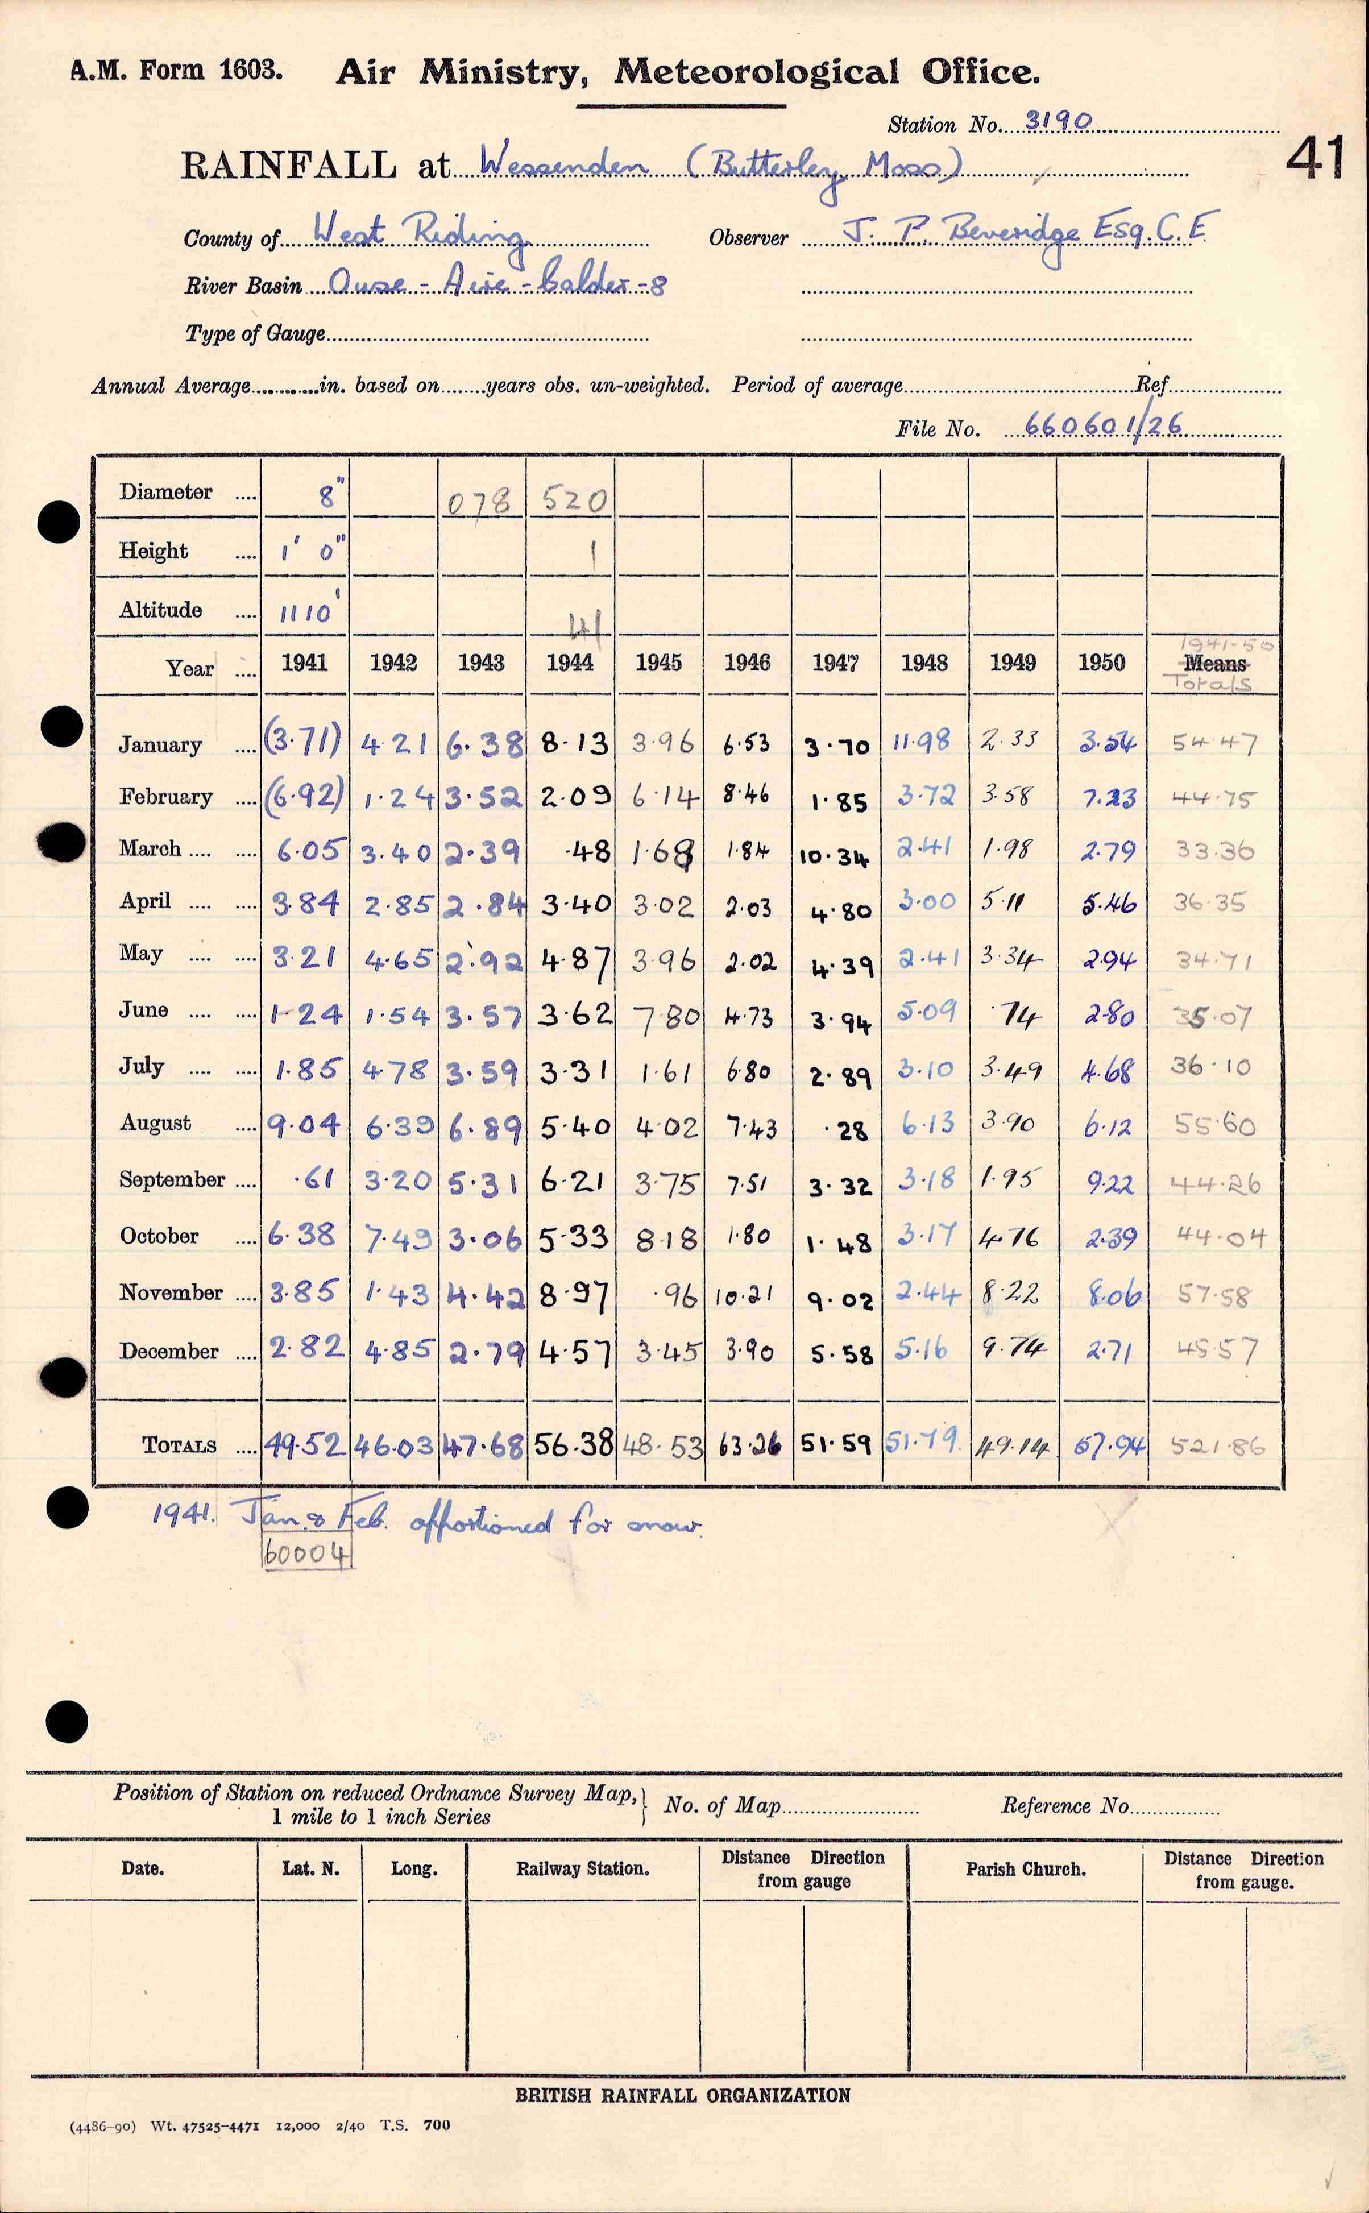 A.M. Form 1603. Air Ministry, Meteorological Office.
Station No. 3190
41
RAINFALL at Wessenden (Butterley Moss)
County of West Riding Observer J. P. Beveridge Esq. C.E
River Basin Ouse - Aire - Calder - 8
Type of Gauge
Annual Average in. based on years obs. un-weighted. Period of average Ref
File No. 660601/26
Diameter .... 8" 078 520
Height .... 1' 0" 1
Altitude .... 1110' 41
1941-50
Year .... 1941 1942 1943 1944 1945 1946 1947 1948 1949 1950 Means
Totals
January .... (3.71) 4.21 6.38 8.13 3.96 6.53 3.70 11.98 2.33 3.54 54.47
February .... (6.92) 1.24 3.52 2.09 6.14 8.46 1.85 3.72 3.58 7.23 44.75
March .... .... 6.05 3.40 2.39 .48 1.68 1.84 10.34 2.41 1.98 2.79 33.36
April .... .... 3.84 2.85 2.84 3.40 3.02 2.03 4.80 3.00 5.11 5.46 36.35
May .... .... 3.21 4.65 2.92 4.87 3.96 2.02 4.39 2.41 3.34 2.94 34.71
June .... .... 1.24 1.54 3.57 3.62 7.80 4.73 3.94 5.09 .74 2.80 35.07
July .... .... 1.85 4.78 3.59 3.31 1.61 6.80 2.89 3.10 3.49 4.68 36.10
August .... 9.04 6.39 6.89 5.40 4.02 7.43 .28 6.13 3.90 6.12 55.60
September .... .61 3.20 5.31 6.21 3.75 7.51 3.32 3.18 1.95 9.22 44.26
October .... 6.38 7.49 3.06 5.33 8.18 1.80 1.48 3.17 4.76 2.39 44.04
November .... 3.85 1.43 4.42 8.97 .96 10.21 9.02 2.44 8.22 8.06 57.58
December .... 2.82 4.85 2.79 4.57 3.45 3.90 5.58 5.16 9.74 2.71 45.57
TOTALS .... 49.52 46.03 47.68 56.38 48.53 63.26 51.59 51.79 49.14 57.94 521.86
1941. Jan. & Feb. apportioned for snow.
60004
Position of Station on reduced Ordnance Survey Map, } No. of Map Reference No.
1 mile to 1 inch Series
Date. Lat. N. Long. Railway Station. Distance Direction from gauge Parish Church. Distance Direction from gauge.
BRITISH RAINFALL ORGANIZATION
(4486-90) Wt. 47525-4471 12,000 2/40 T.S. 700